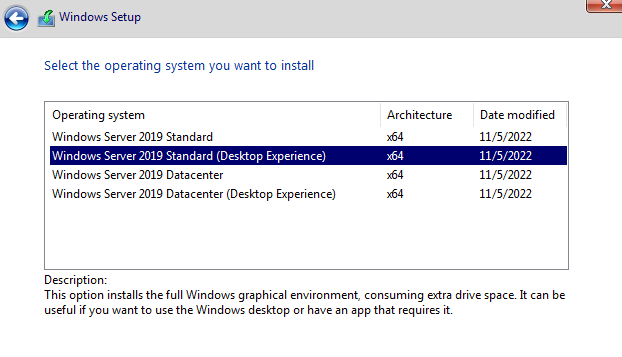 Windows Setup
Select the operating system you want to install
Operating system Architecture Date modified
Windows Server 2019 Standard x64 11/5/2022
Windows Server 2019 Standard (Desktop Experience) x64 11/5/2022
Windows Server 2019 Datacenter x64 11/5/2022
Windows Server 2019 Datacenter (Desktop Experience) x64 11/5/2022
Description:
This option installs the full Windows graphical environment, consuming extra drive space. It can be
useful if you want to use the Windows desktop or have an app that requires it.